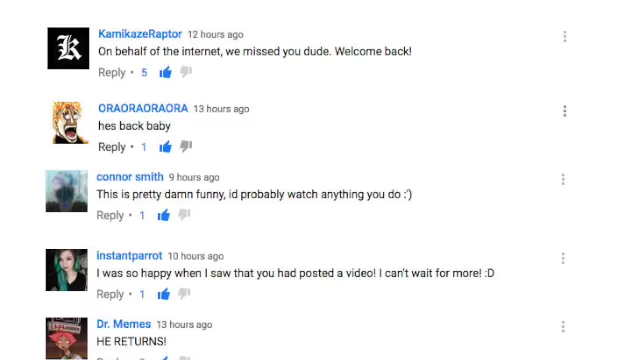 KamikazeRaptor 12 hours ago
On behalf of the internet, we missed you dude. Welcome back!
Reply • 5
ORAORAORAORA 13 hours ago
hes back baby
Reply • 1
connor smith 9 hours ago
This is pretty damn funny, id probably watch anything you do :')
Reply • 1
instantparrot 10 hours ago
I was so happy when I saw that you had posted a video! I can't wait for more! :D
Reply • 1
Dr. Memes 13 hours ago
HE RETURNS!